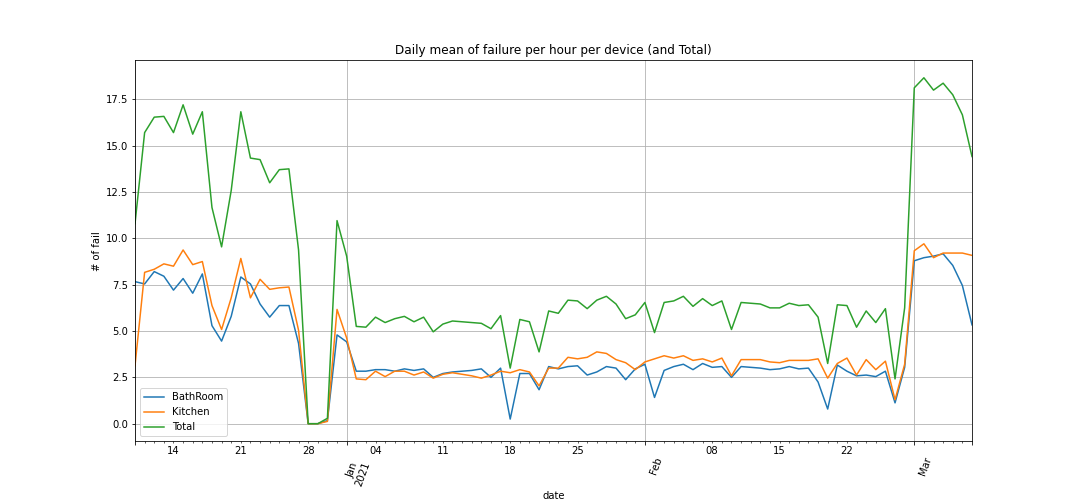 Daily mean of failure per hour per device (and Total)
17.5
15.0
12.5
10.0
7.5
5.0
2.5
0.0
# of fail
BathRoom
Kitchen
Total
14
21
28
Jan
2021
04
11
18
25
Feb
08
15
22
Mar
date